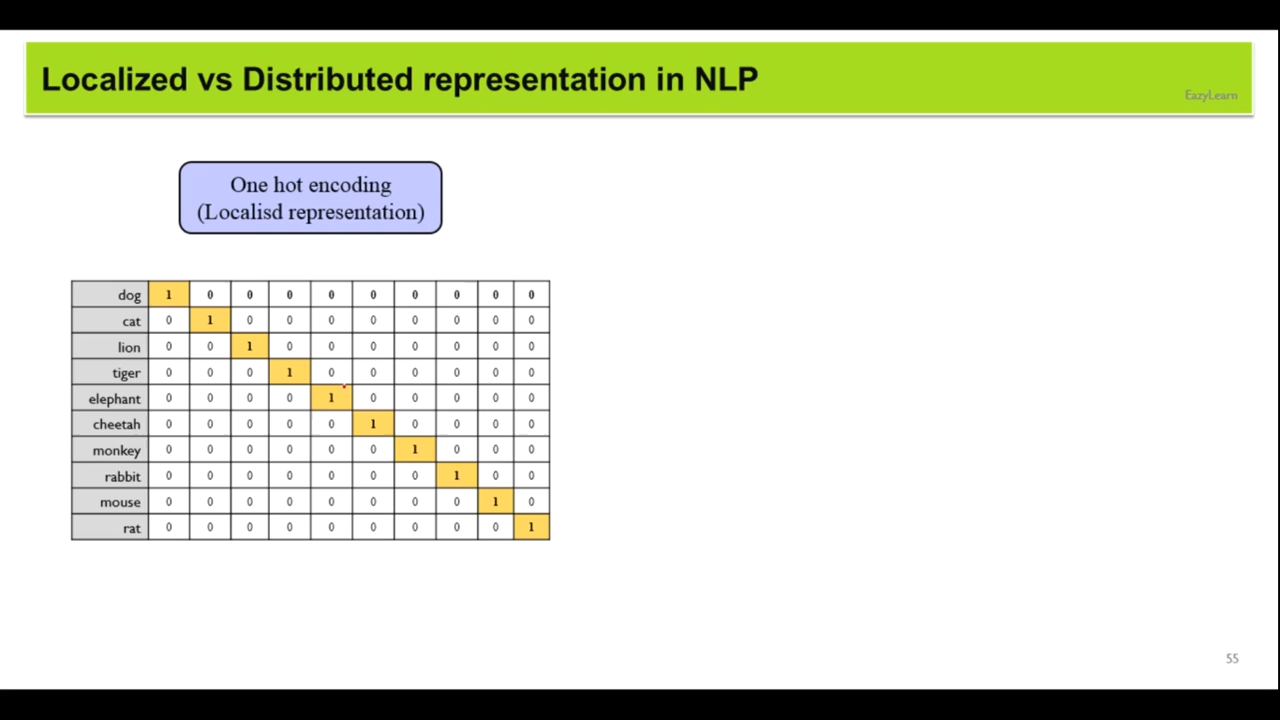 Localized vs Distributed representation in NLP
EazyLearn
One hot encoding
(Localisd representation)
dog 1 0 0 0 0 0 0 0 0 0
cat 0 1 0 0 0 0 0 0 0 0
lion 0 0 1 0 0 0 0 0 0 0
tiger 0 0 0 1 0 0 0 0 0 0
elephant 0 0 0 0 1 0 0 0 0 0
cheetah 0 0 0 0 0 1 0 0 0 0
monkey 0 0 0 0 0 0 1 0 0 0
rabbit 0 0 0 0 0 0 0 1 0 0
mouse 0 0 0 0 0 0 0 0 1 0
rat 0 0 0 0 0 0 0 0 0 1
55